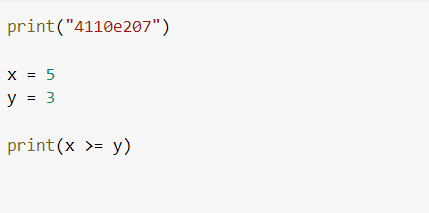 print("4110e207")
x = 5
y = 3
print(x >= y)